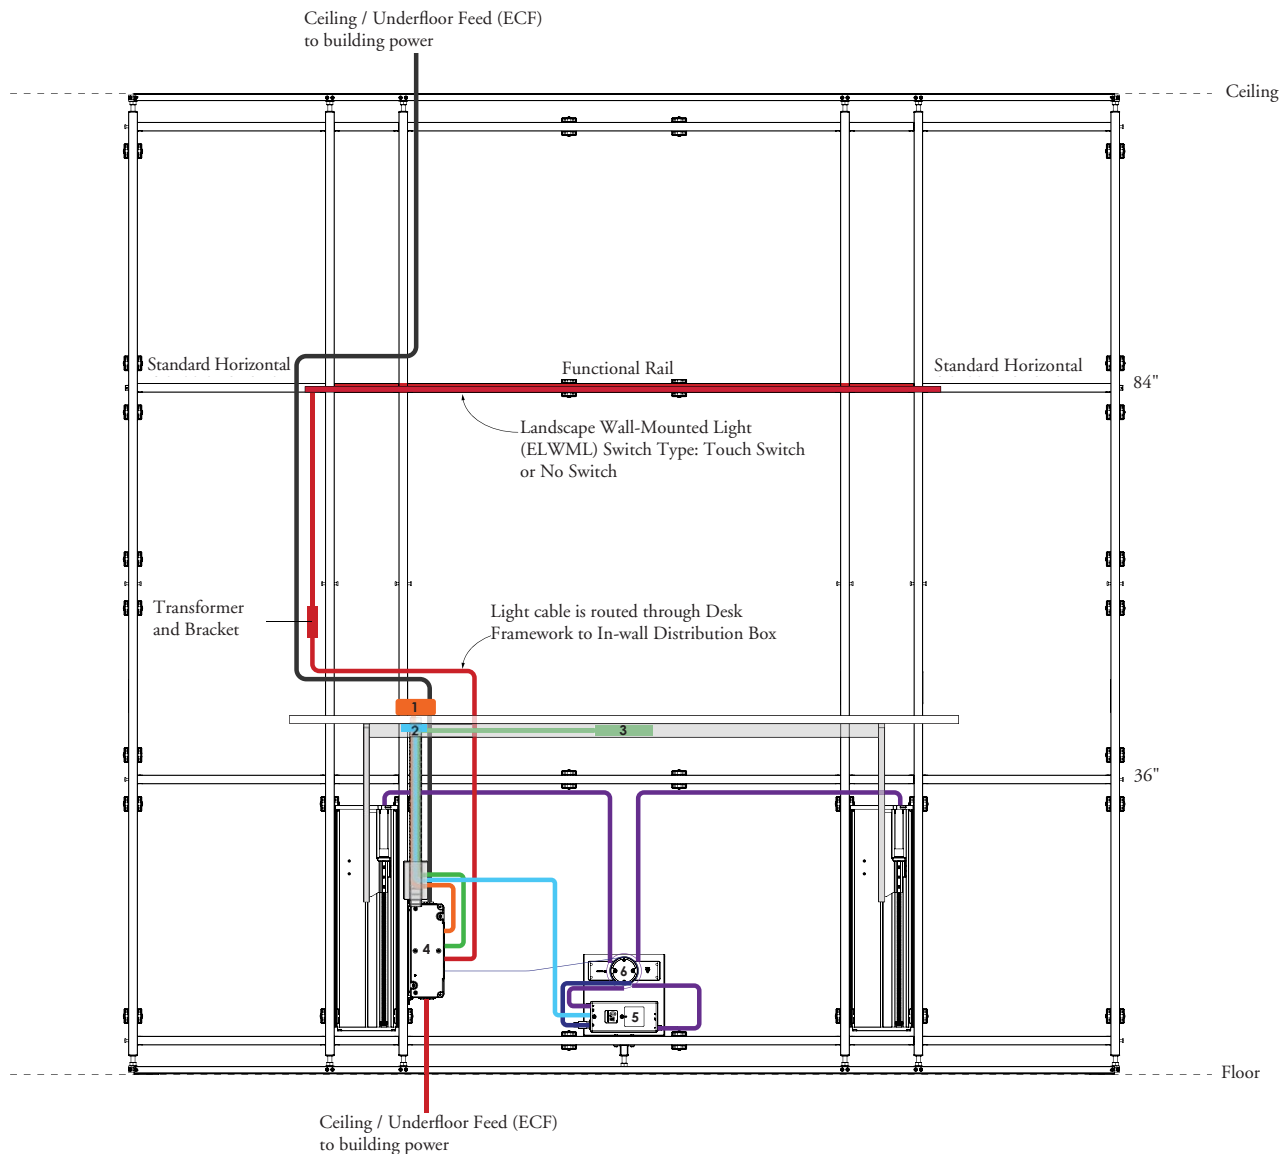 Ceiling / Underfloor Feed (ECF)
to building power
Ceiling
Standard Horizontal
Functional Rail
Standard Horizontal
84"
Landscape Wall-Mounted Light
(ELWML) Switch Type: Touch Switch
or No Switch
Transformer
and Bracket
Light cable is routed through Desk
Framework to In-wall Distribution Box
1
2
3
36"
4
6
5
Floor
Ceiling / Underfloor Feed (ECF)
to building power